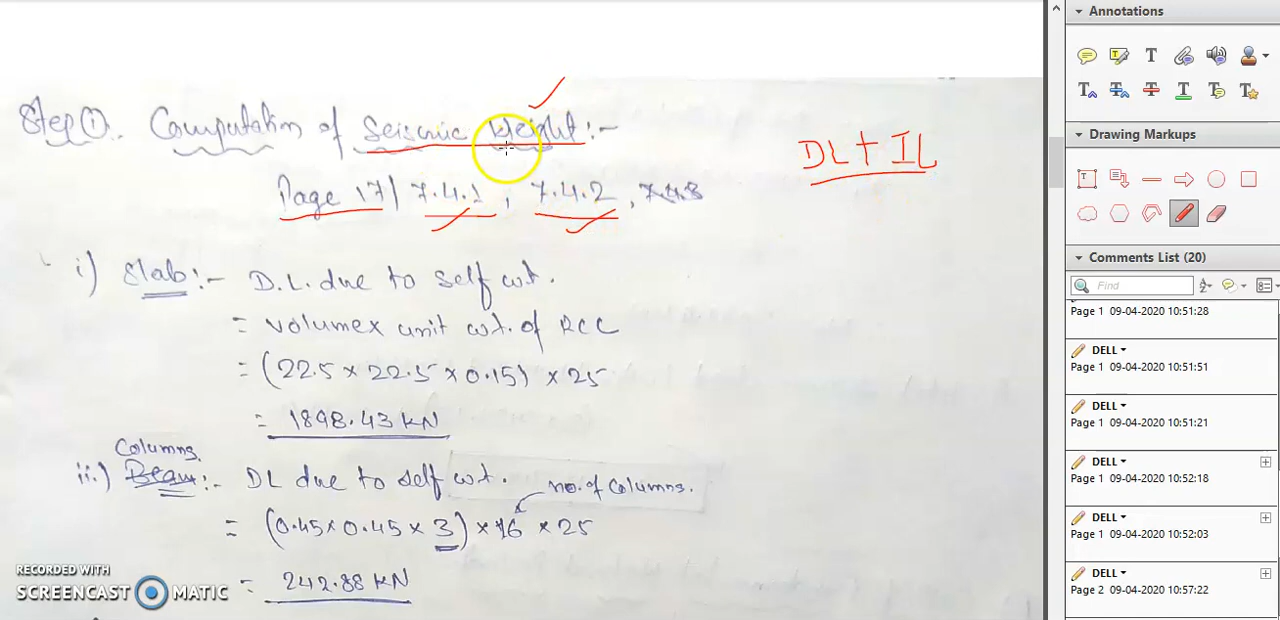 Step ①. Computation of Seismic Weight:-
DL + IL
Page 17| 7.4.1, 7.4.2,
i) Slab:- D.L. due to self wt.
= volume x unit wt. of RCC
= (22.5 x 22.5 x 0.15) x 25
= 1898.43 KN
Columns.
ii.) Beam:- DL due to self wt.
no. of columns.
= (0.45 x 0.45 x 3) x 16 x 25
= 242.88 KN
RECORDED WITH
SCREENCAST MATIC
Annotations
Drawing Markups
Comments List (20)
Find
Page 1 09-04-2020 10:51:28
DELL
Page 1 09-04-2020 10:51:51
DELL
Page 1 09-04-2020 10:51:21
DELL
Page 1 09-04-2020 10:52:18
DELL
Page 1 09-04-2020 10:52:03
DELL
Page 2 09-04-2020 10:57:22